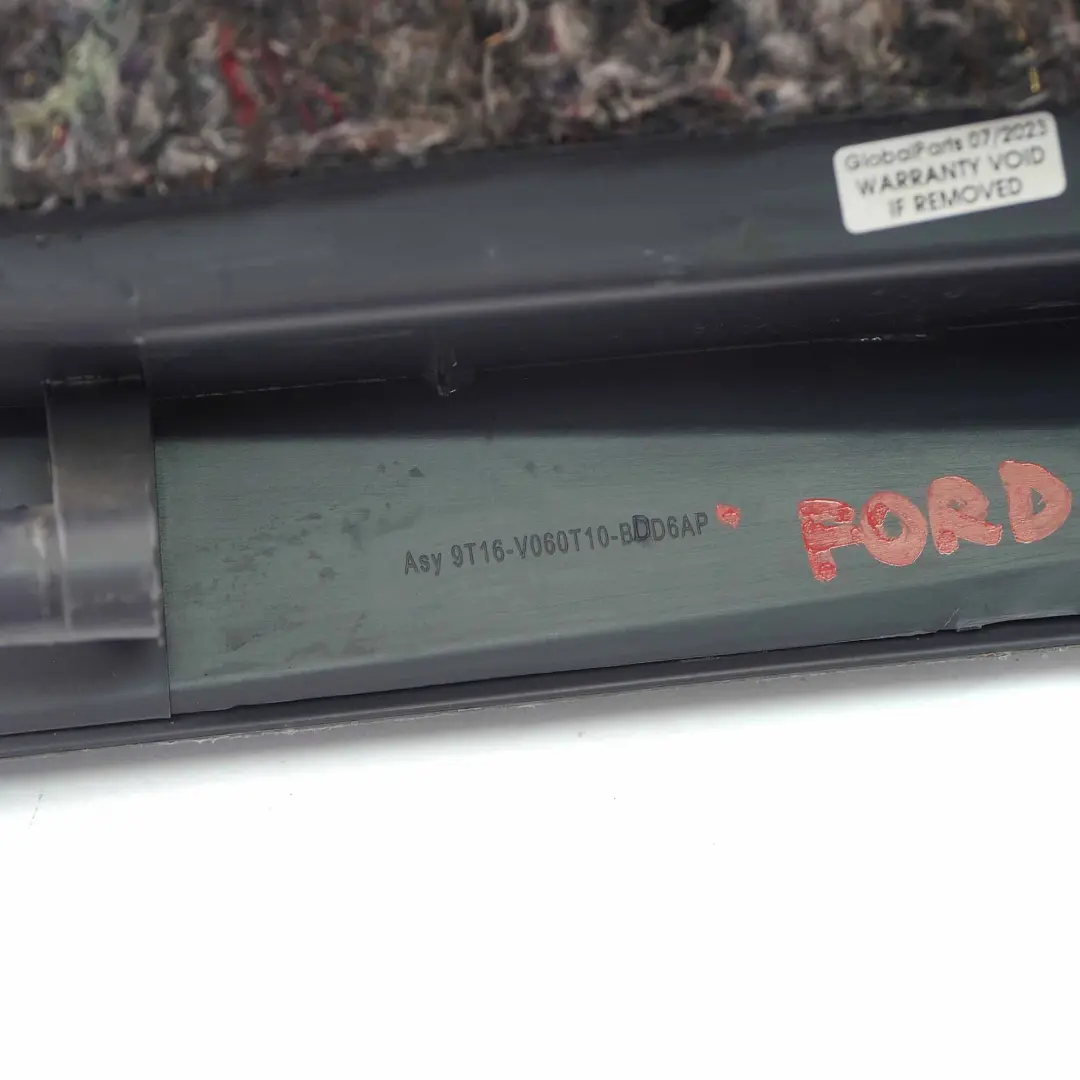 GlobalParts 07/2023
WARRANTY VOID
IF REMOVED
Asy 9T16-V060T10-BDD6AP
FORD